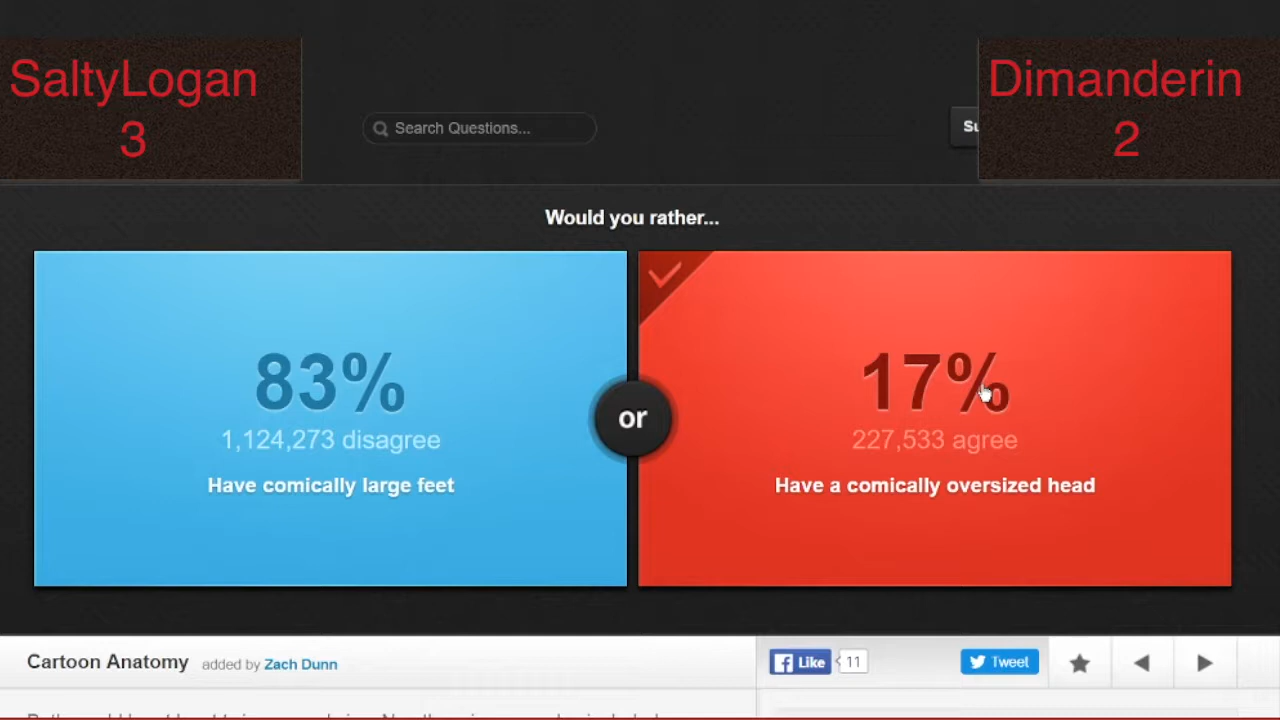 SaltyLogan
3
Dimanderin
2
Search Questions...
Would you rather...
83%
1,124,273 disagree
Have comically large feet
or
17%
227,533 agree
Have a comically oversized head
Cartoon Anatomy added by Zach Dunn
Like 11
Tweet